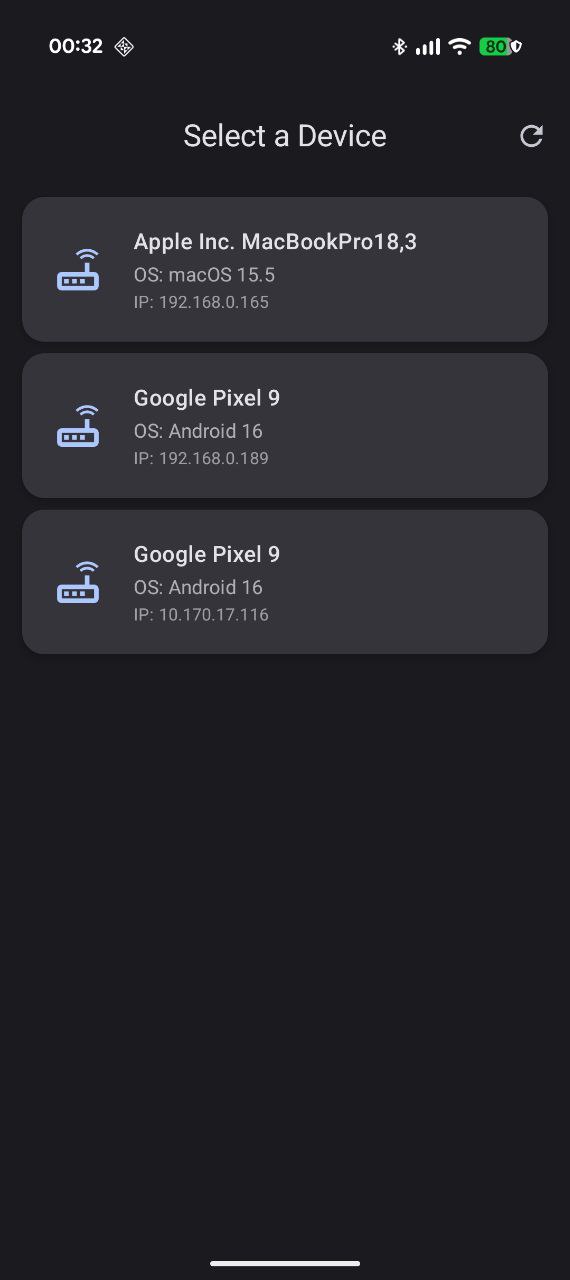 00:32
80
Select a Device
Apple Inc. MacBookPro18,3
OS: macOS 15.5
IP: 192.168.0.165
Google Pixel 9
OS: Android 16
IP: 192.168.0.189
Google Pixel 9
OS: Android 16
IP: 10.170.17.116